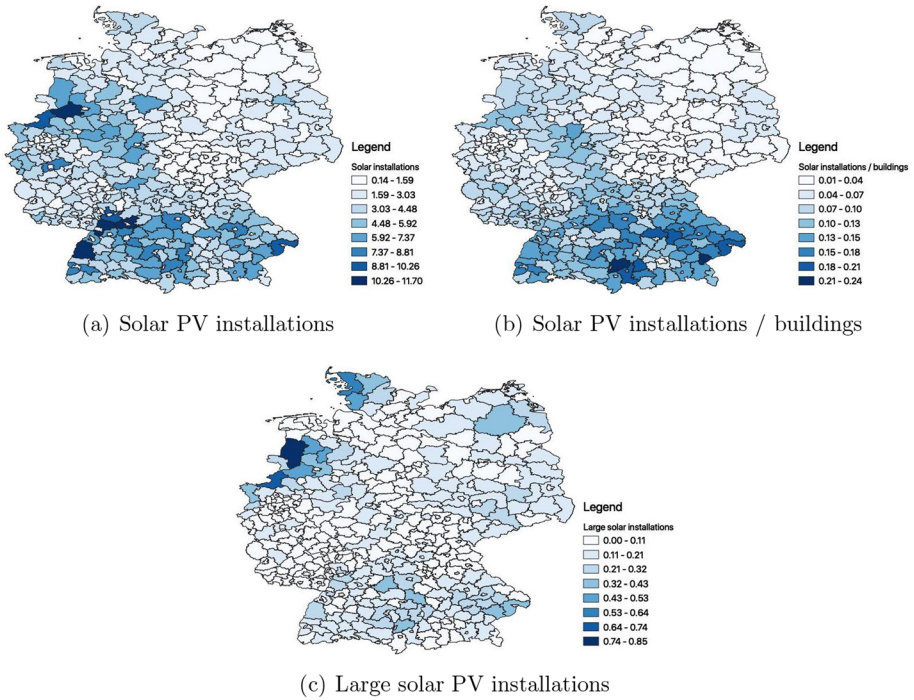 Legend
Solar installations
0.14 - 1.59
1.59 - 3.03
3.03 - 4.48
4.48 - 5.92
5.92 - 7.37
7.37 - 8.81
8.81 - 10.26
10.26 - 11.70
(a) Solar PV installations
Legend
Solar installations / buildings
0.01 - 0.04
0.04 - 0.07
0.07 - 0.10
0.10 - 0.13
0.13 - 0.15
0.15 - 0.18
0.18 - 0.21
0.21 - 0.24
(b) Solar PV installations / buildings
Legend
Large solar installations
0.00 - 0.11
0.11 - 0.21
0.21 - 0.32
0.32 - 0.43
0.43 - 0.53
0.53 - 0.64
0.64 - 0.74
0.74 - 0.85
(c) Large solar PV installations